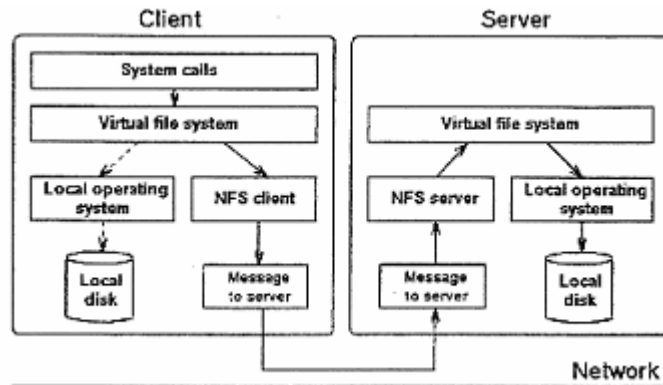 Client
Server
System calls
Virtual file system
Virtual file system
Local operating
system
NFS client
NFS server
Local operating
system
Local
disk
Message
to server
Message
to server
Local
disk
Network